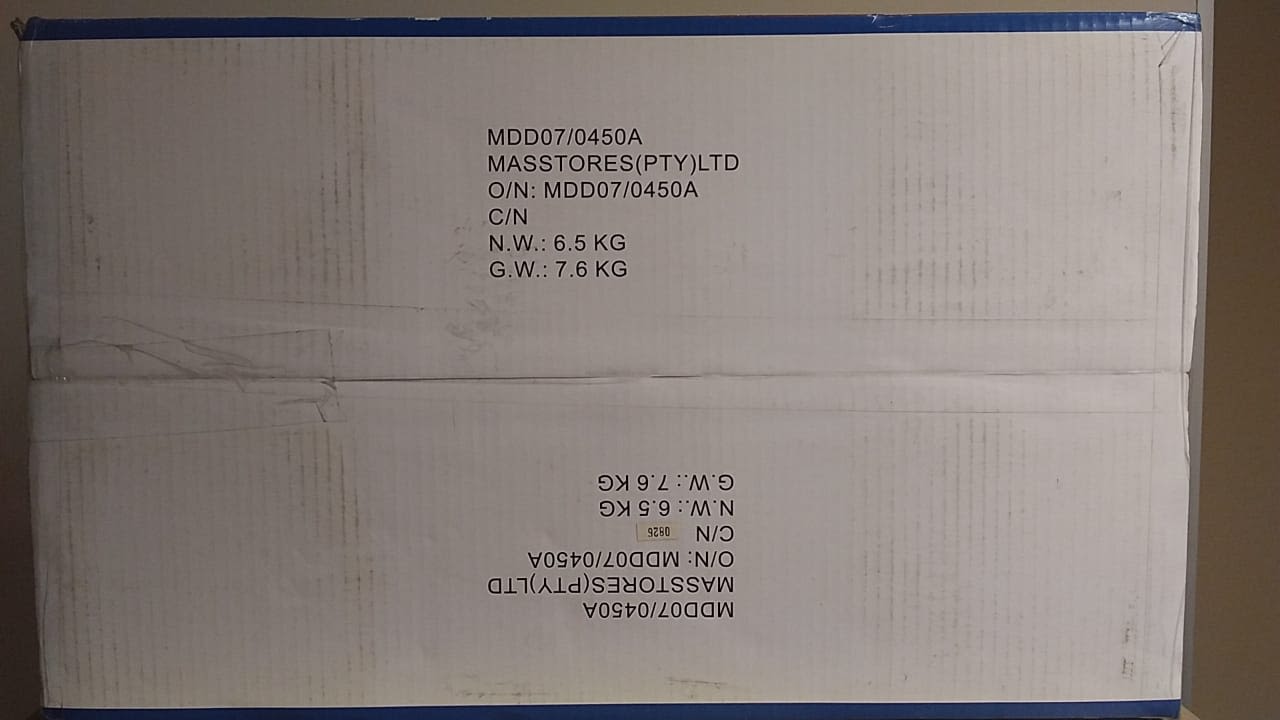 MDD07/0450A
MASSTORES(PTY)LTD
O/N: MDD07/0450A
C/N
N.W.: 6.5 KG
G.W.: 7.6 KG
MDD07/0450A
MASSTORES(PTY)LTD
O/N: MDD07/0450A
C/N 0826
N.W.: 6.5 KG
G.W.: 7.6 KG